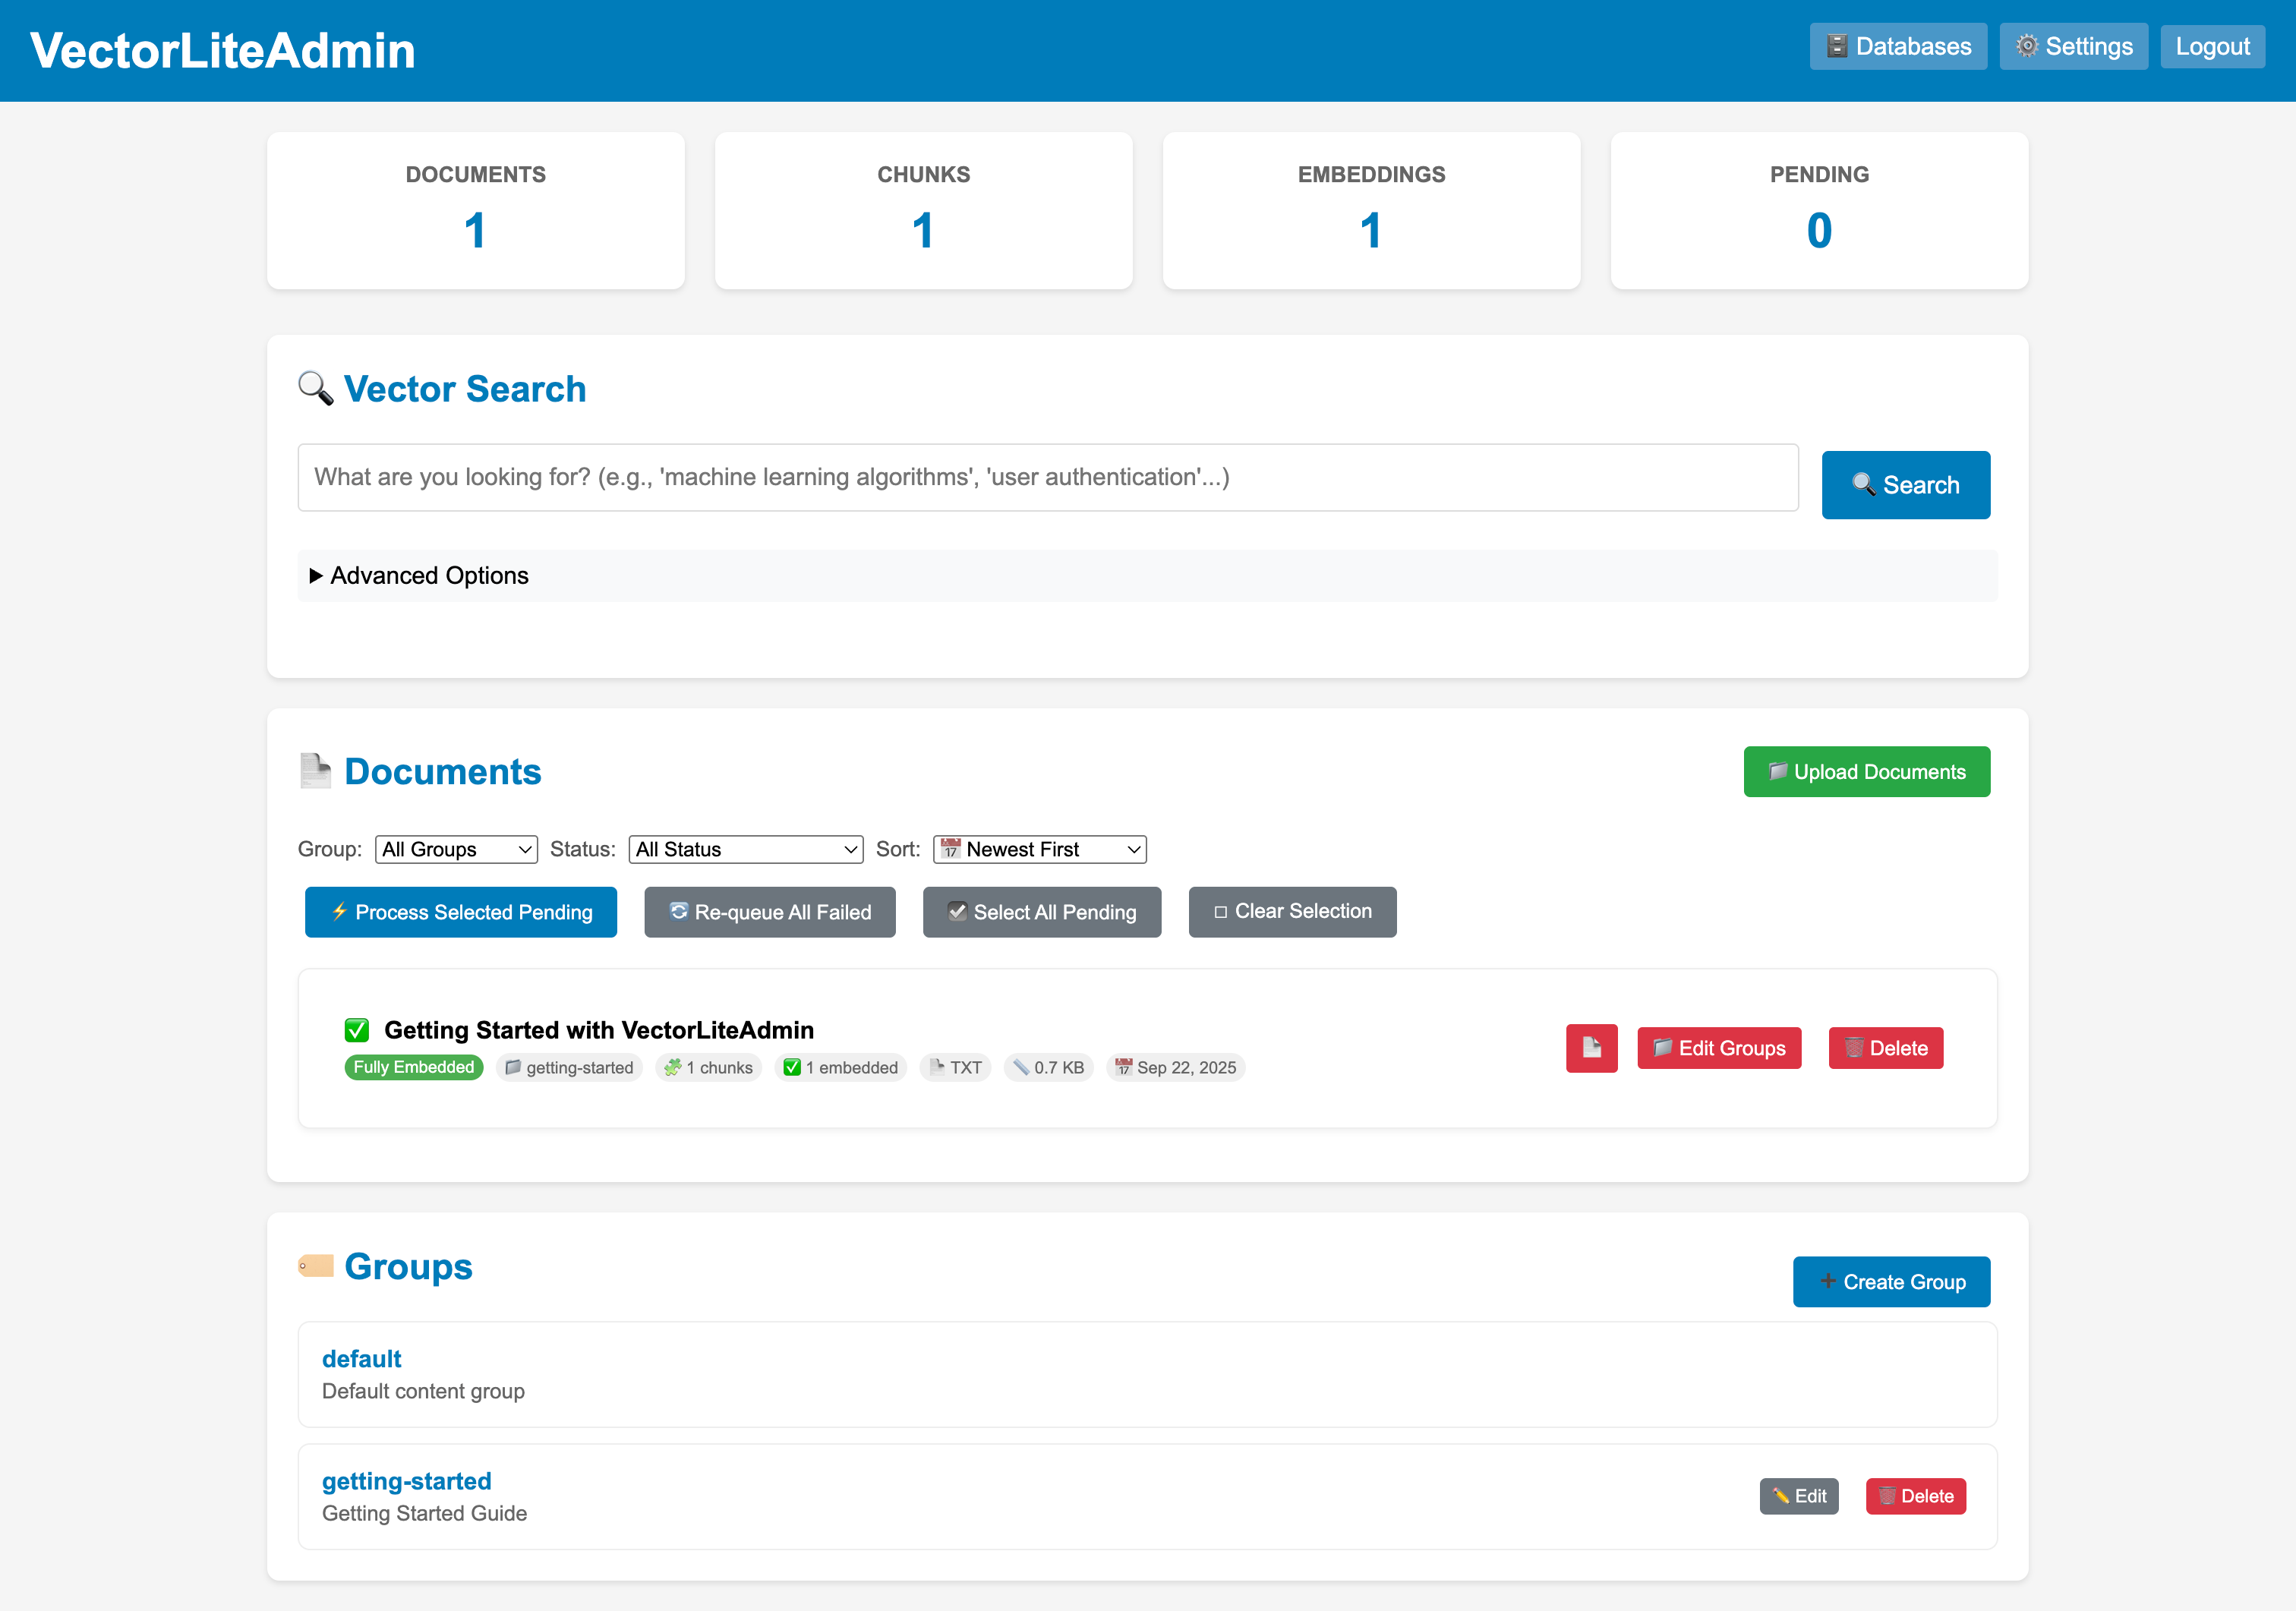 VectorLiteAdmin
🗄️ Databases ⚙️ Settings Logout
DOCUMENTS CHUNKS EMBEDDINGS PENDING
1 1 1 0
🔍 Vector Search
What are you looking for? (e.g., 'machine learning algorithms', 'user authentication'...)
🔍 Search
▶ Advanced Options
📄 Documents
📁 Upload Documents
Group: All Groups Status: All Status Sort: 📅 Newest First
⚡ Process Selected Pending 🔄 Re-queue All Failed ☑️ Select All Pending ☐ Clear Selection
✅ Getting Started with VectorLiteAdmin
Fully Embedded 📁 getting-started 🧩 1 chunks ✅ 1 embedded 📄 TXT 📏 0.7 KB 📅 Sep 22, 2025
📄 📁 Edit Groups 🗑️ Delete
🏷️ Groups
➕ Create Group
default
Default content group
getting-started
Getting Started Guide
✏️ Edit 🗑️ Delete